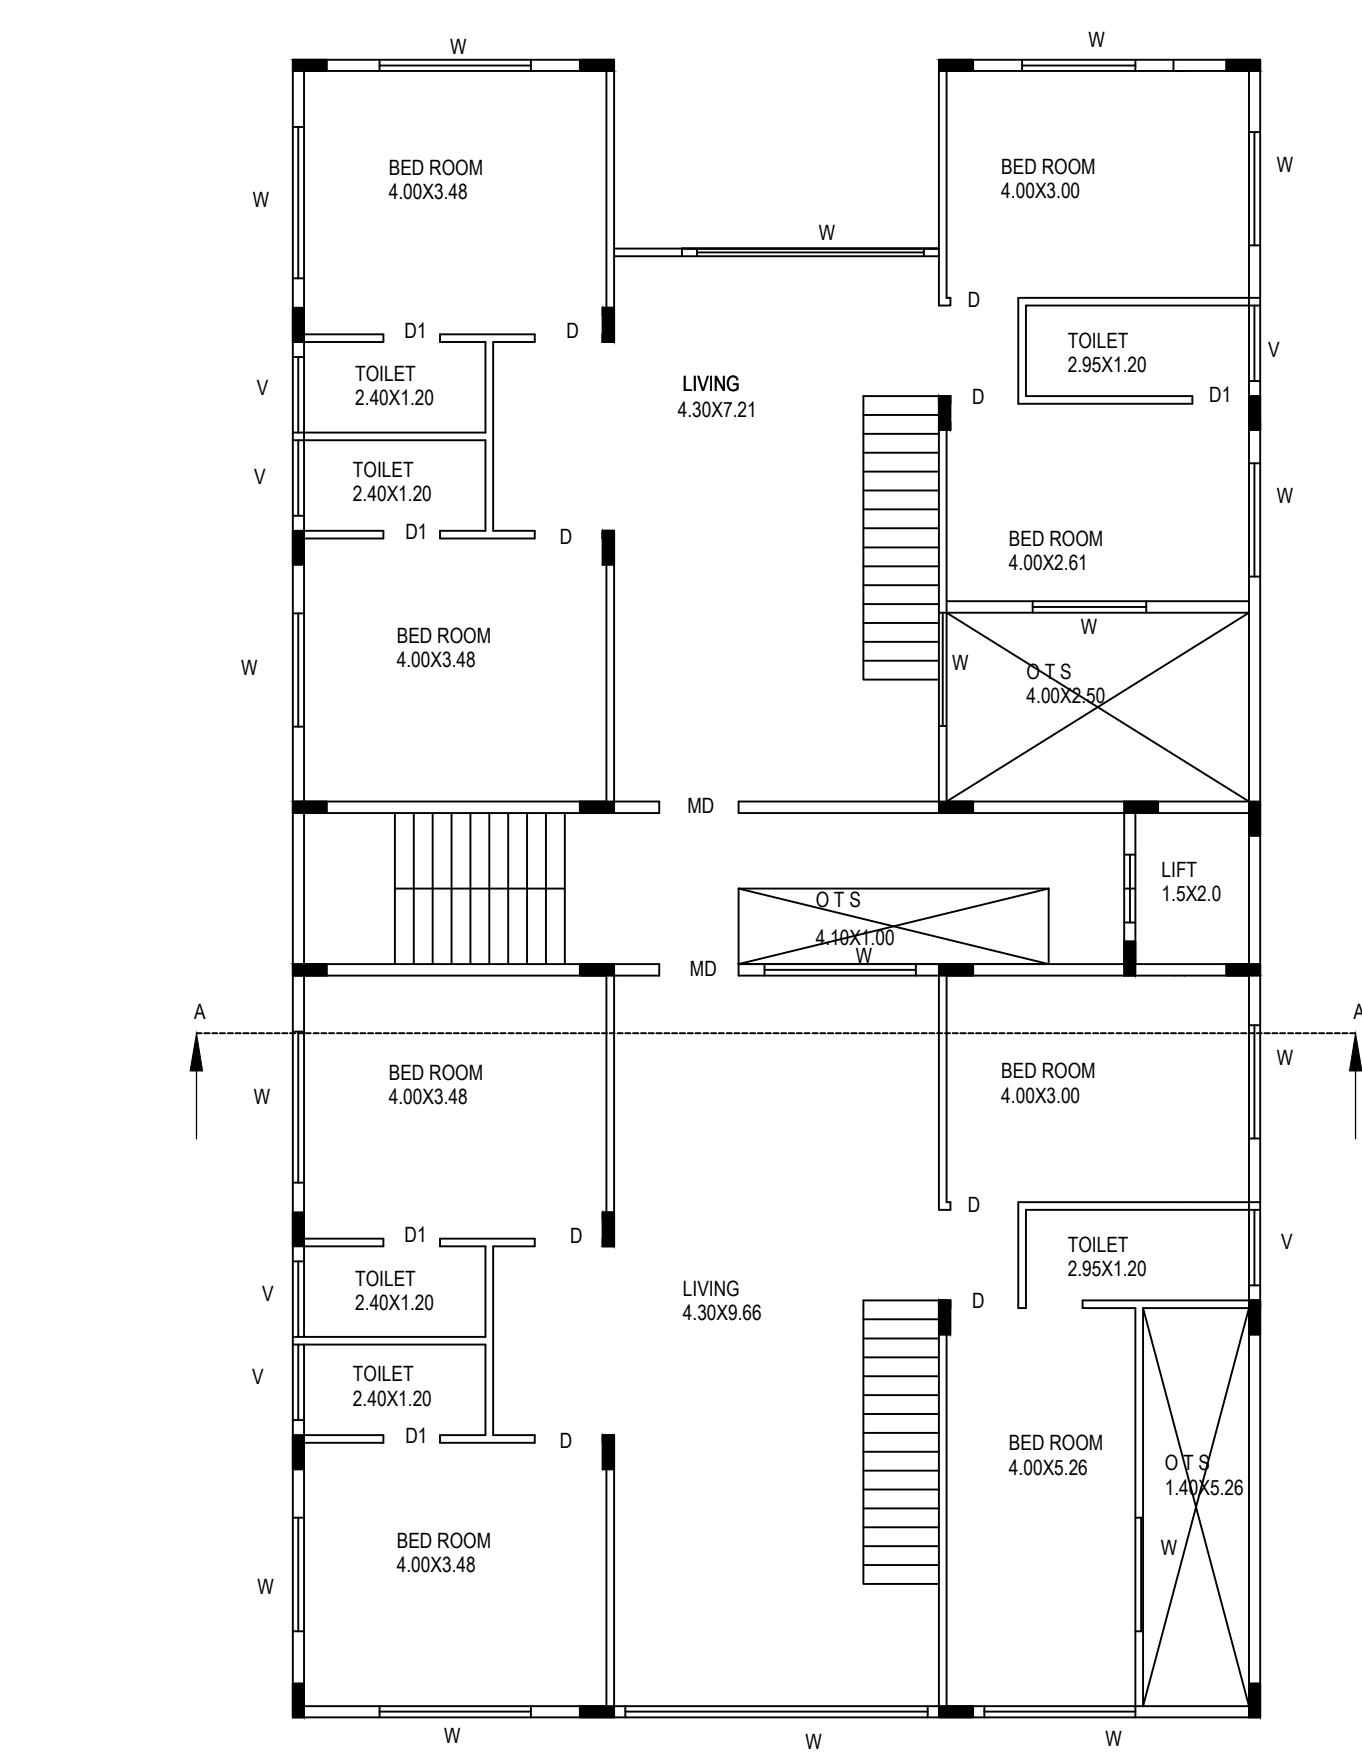 W
W
BED ROOM
4.00X3.48
BED ROOM
4.00X3.00
W
W
W
D
D1
D
TOILET
2.40X1.20
TOILET
2.95X1.20
V
V
LIVING
4.30X7.21
D
D1
V
TOILET
2.40X1.20
W
D1
D
BED ROOM
4.00X2.61
BED ROOM
4.00X3.48
W
W
W
O T S
4.00X2.50
MD
LIFT
1.5X2.0
O T S
4.10X1.00
W
MD
A
A
BED ROOM
4.00X3.48
BED ROOM
4.00X3.00
W
W
D
D1
D
TOILET
2.40X1.20
TOILET
2.95X1.20
V
V
LIVING
4.30X9.66
D
V
TOILET
2.40X1.20
D1
D
BED ROOM
4.00X5.26
O T S
1.40X5.26
BED ROOM
4.00X3.48
W
W
W
W
W